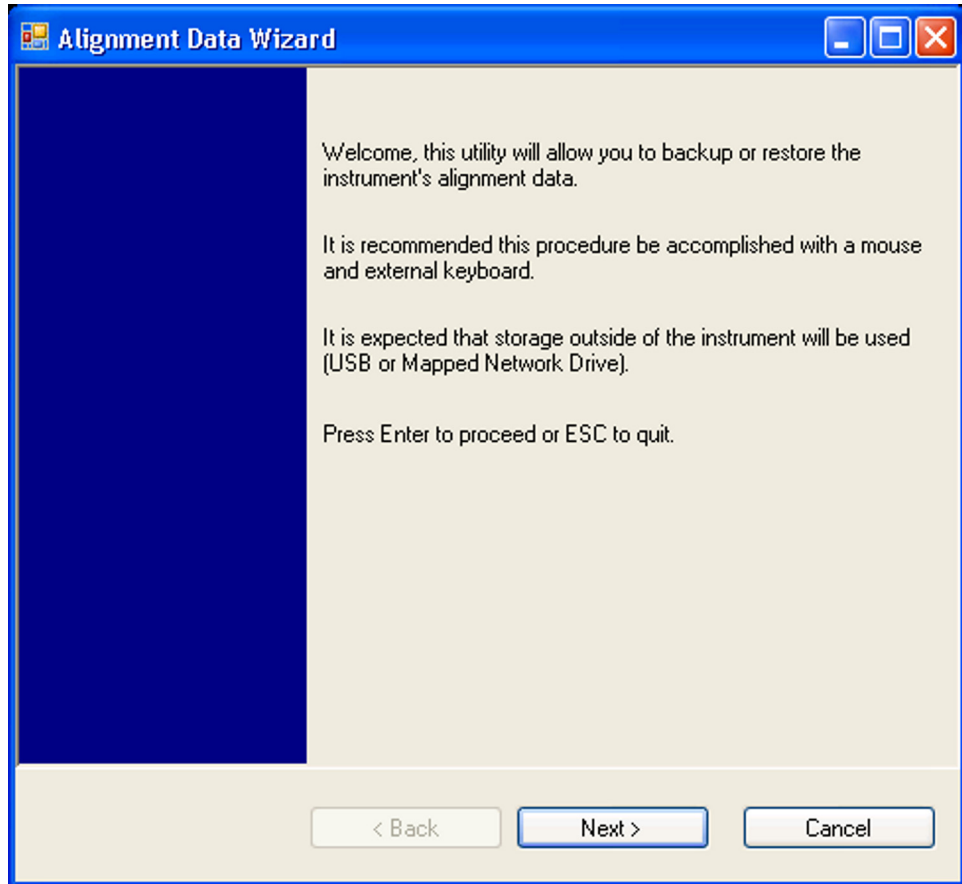 Alignment Data Wizard
Welcome, this utility will allow you to backup or restore the
instrument's alignment data.
It is recommended this procedure be accomplished with a mouse
and external keyboard.
It is expected that storage outside of the instrument will be used
(USB or Mapped Network Drive).
Press Enter to proceed or ESC to quit.
< Back
Next >
Cancel